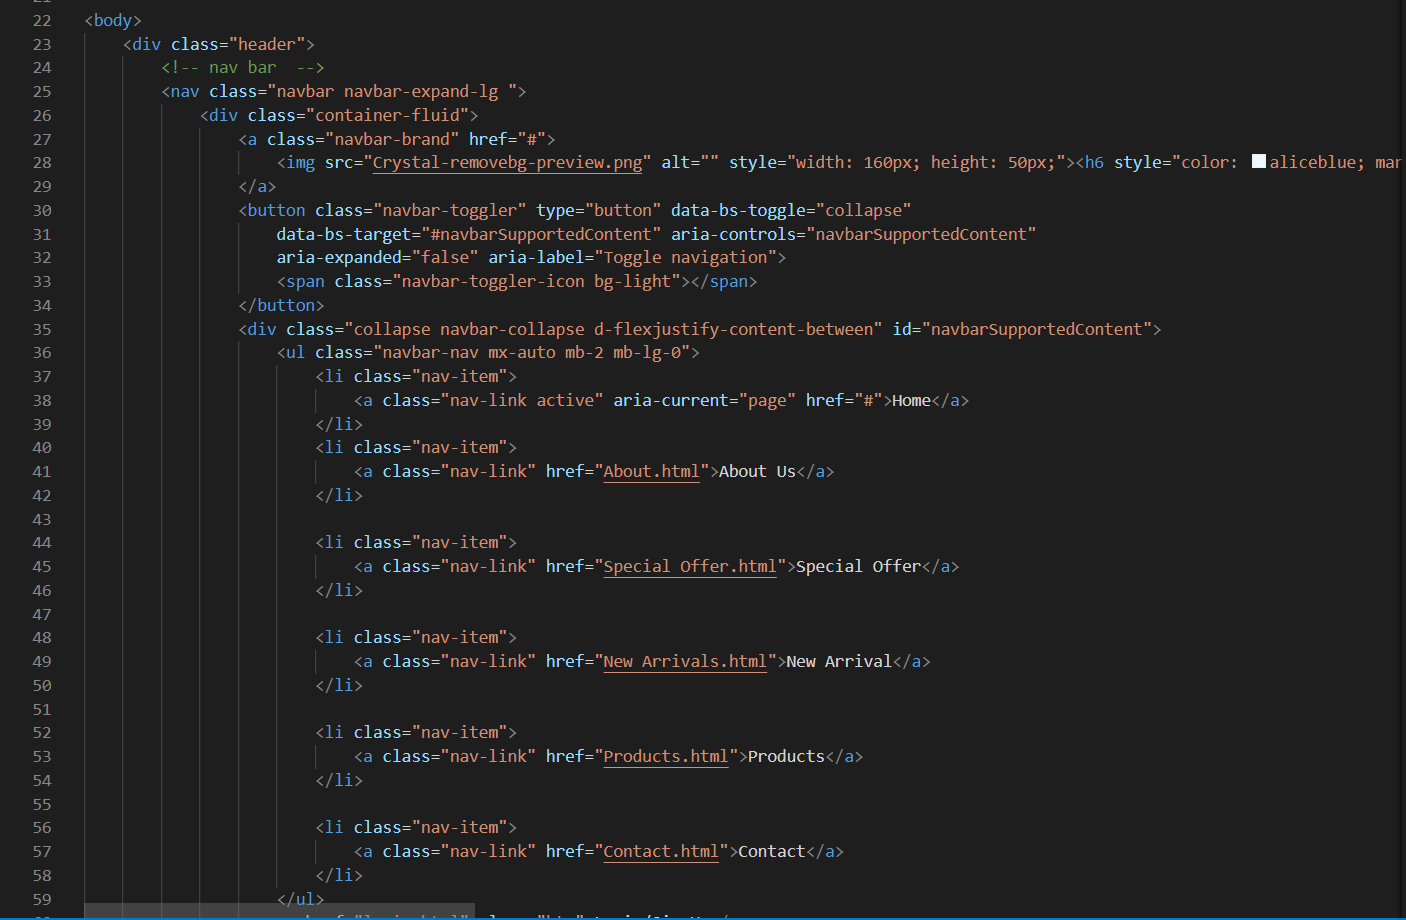 22 <body>
23 <div class="header">
24 <!-- nav bar  -->
25 <nav class="navbar navbar-expand-lg ">
26 <div class="container-fluid">
27 <a class="navbar-brand" href="#">
28 <img src="Crystal-removebg-preview.png" alt="" style="width: 160px; height: 50px;"><h6 style="color: aliceblue; mar
29 </a>
30 <button class="navbar-toggler" type="button" data-bs-toggle="collapse"
31 data-bs-target="#navbarSupportedContent" aria-controls="navbarSupportedContent"
32 aria-expanded="false" aria-label="Toggle navigation">
33 <span class="navbar-toggler-icon bg-light"></span>
34 </button>
35 <div class="collapse navbar-collapse d-flexjustify-content-between" id="navbarSupportedContent">
36 <ul class="navbar-nav mx-auto mb-2 mb-lg-0">
37 <li class="nav-item">
38 <a class="nav-link active" aria-current="page" href="#">Home</a>
39 </li>
40 <li class="nav-item">
41 <a class="nav-link" href="About.html">About Us</a>
42 </li>
43
44 <li class="nav-item">
45 <a class="nav-link" href="Special Offer.html">Special Offer</a>
46 </li>
47
48 <li class="nav-item">
49 <a class="nav-link" href="New Arrivals.html">New Arrival</a>
50 </li>
51
52 <li class="nav-item">
53 <a class="nav-link" href="Products.html">Products</a>
54 </li>
55
56 <li class="nav-item">
57 <a class="nav-link" href="Contact.html">Contact</a>
58 </li>
59 </ul>